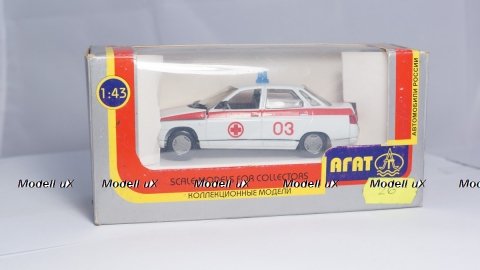 1:43
03
АВТОМОБИЛИ РОССИИ
АГАТ
SCALE MODELS FOR COLLECTORS
КОЛЛЕКЦИОННЫЕ МОДЕЛИ
Modell uX Modell uX Modell uX Modell uX Modell uX Modell